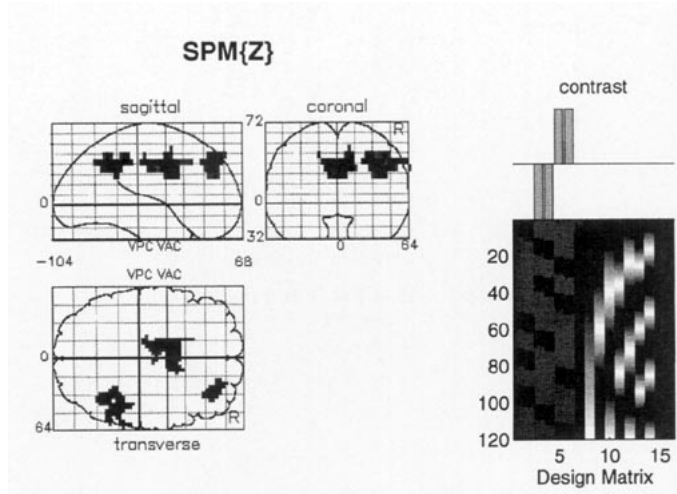 SPM{Z}
sagittal
coronal
72
R
0
0
VPC VAC
32
-104
68
0
64
VPC VAC
0
64
R
transverse
contrast
20
40
60
80
100
120
5
10
15
Design Matrix